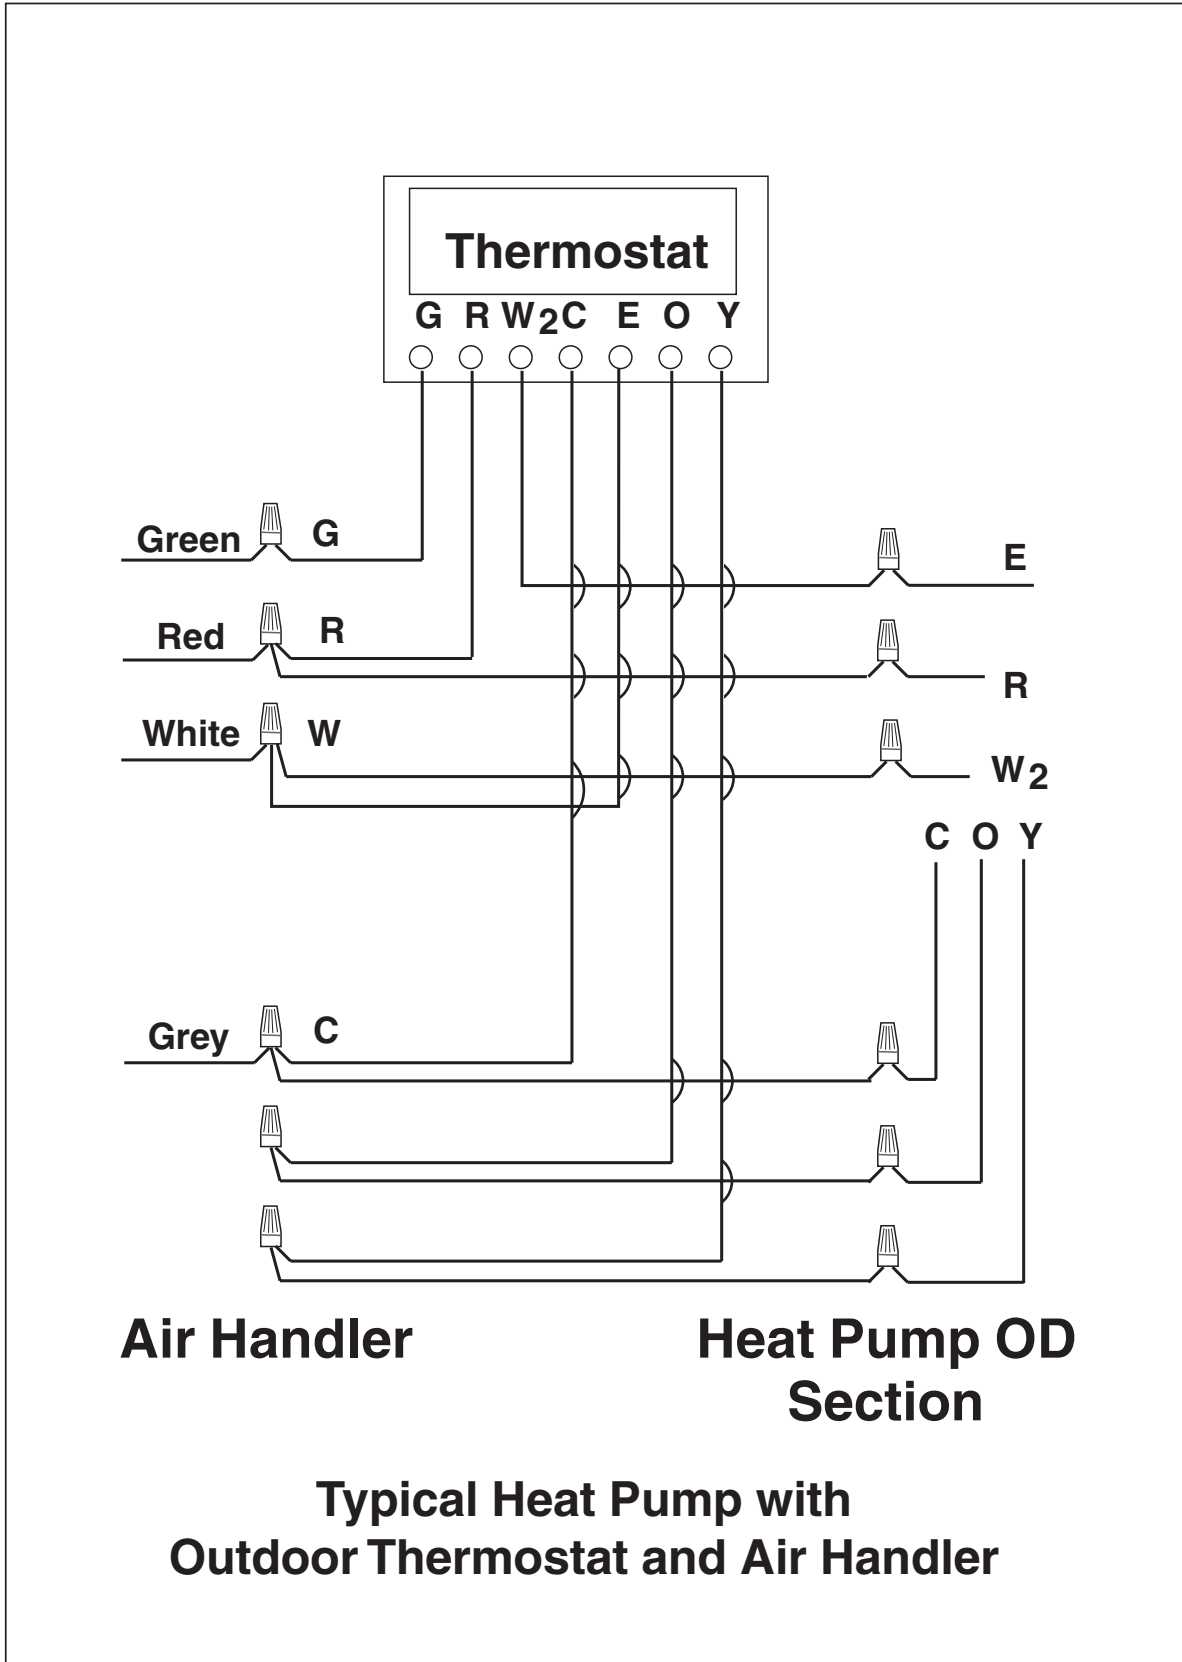 Thermostat
G R W2 C E O Y
Green G
E
Red R
R
White W
W2
C O Y
Grey C
Air Handler
Heat Pump OD
Section
Typical Heat Pump with
Outdoor Thermostat and Air Handler